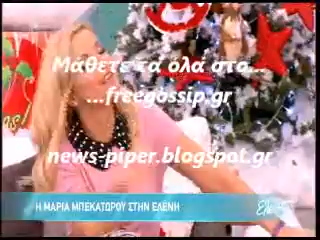 Μάθετε τα όλα στο...
...freegossip.gr
news-piper.blogspot.gr
Η ΜΑΡΙΑ ΜΠΕΚΑΤΩΡΟΥ ΣΤΗΝ ΕΛΕΝΗ